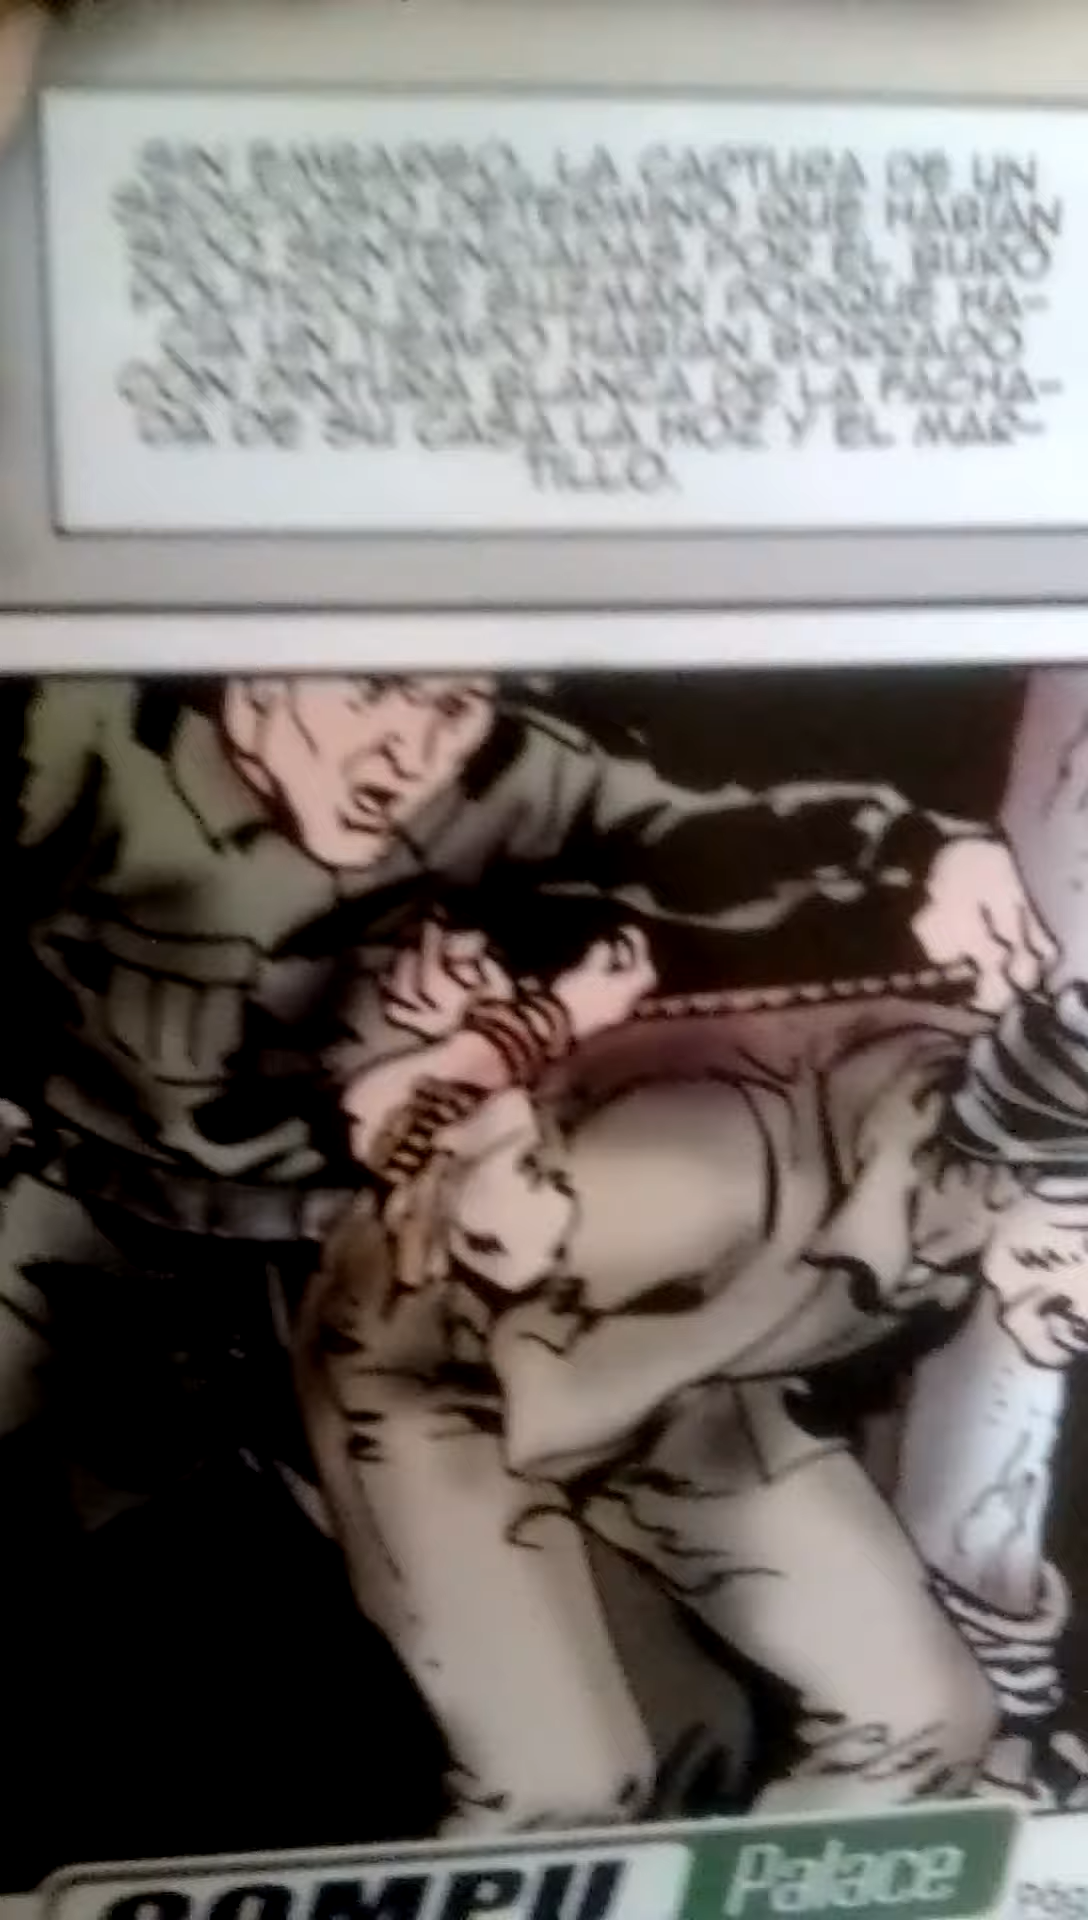 SIN EMBARGO, LA CAPTURA DE UN
DETERMINÓ QUE HABÍAN
SIDO SENTENCIADAS POR EL BURÓ
POLÍTICO DE GUZMÁN PORQUE HA-
CÍA UN TIEMPO HABÍAN BORRADO
CON PINTURA BLANCA DE LA FACHA-
DA DE SU CASA LA HOZ Y EL MAR-
TILLO.
COMPU Palace